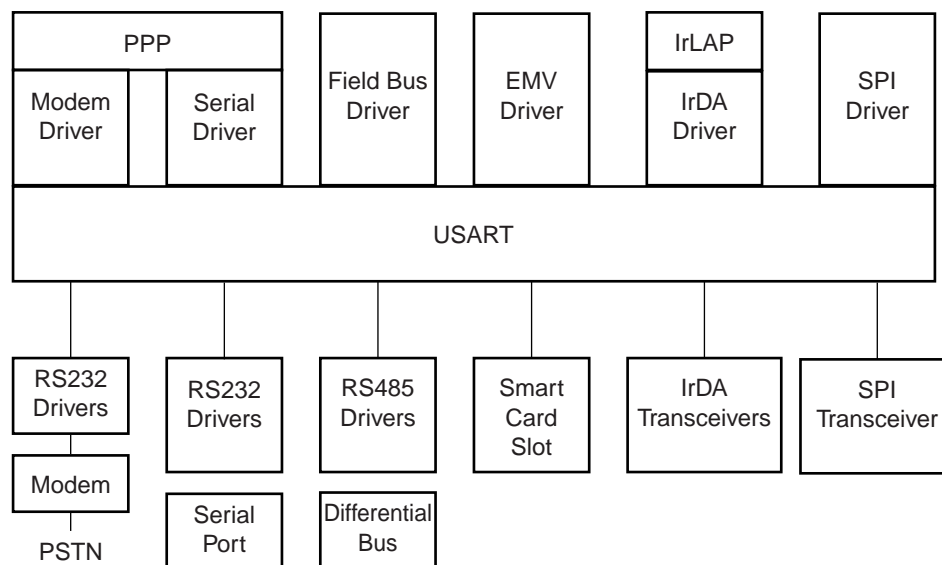 PPP
Modem
Driver
Serial
Driver
Field Bus
Driver
EMV
Driver
IrLAP
IrDA
Driver
SPI
Driver
USART
RS232
Drivers
Modem
PSTN
RS232
Drivers
Serial
Port
RS485
Drivers
Differential
Bus
Smart
Card
Slot
IrDA
Transceivers
SPI
Transceiver